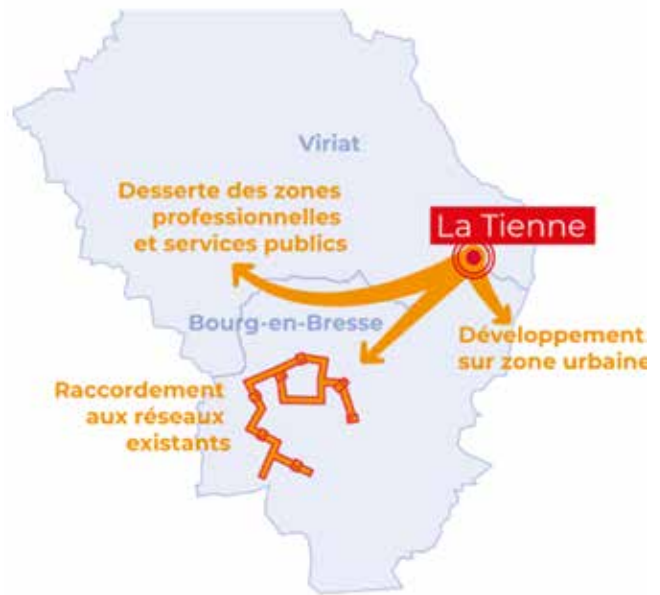 Viriat
Desserte des zones
professionnelles
et services publics
La Tienne
Bourg-en-Bresse
Développement
sur zone urbaine
Raccordement
aux réseaux
existants